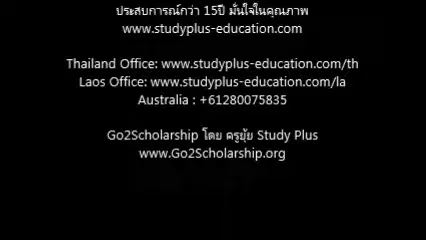 ประสบการณ์กว่า 15ปี มั่นใจในคุณภาพ
www.studyplus-education.com
Thailand Office: www.studyplus-education.com/th
Laos Office: www.studyplus-education.com/la
Australia : +61280075835
Go2Scholarship โดย ครูยุ้ย Study Plus
www.Go2Scholarship.org